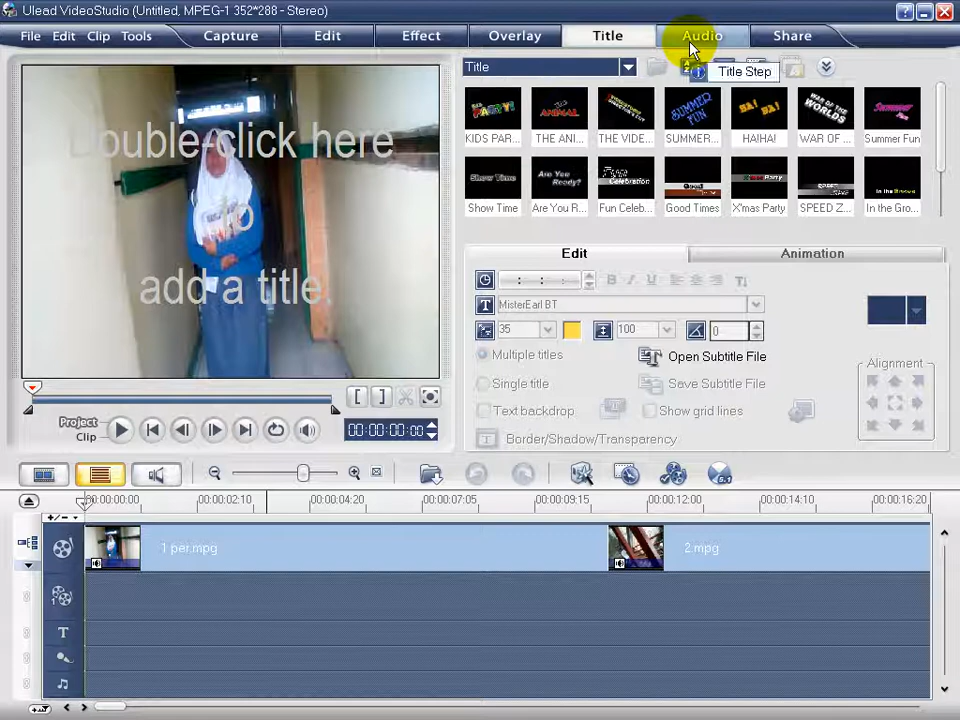 Ulead VideoStudio (Untitled, MPEG-1 352*288 - Stereo)
File Edit Clip Tools Capture Edit Effect Overlay Title Audio Share
Title
Title Step
Double-click here
to
add a title.
KIDS PAR... THE ANI... THE VIDE... SUMMER... HA!HA! WAR OF ... Summer Fun
Show Time Are You R... Fun Celeb... Good Times X'mas Party SPEED Z... In the Gro...
Edit Animation
: : .
B I U
MisterEarl BT
35 100 0
Multiple titles Open Subtitle File
Single title Save Subtitle File
Text backdrop Show grid lines
Border/Shadow/Transparency
Alignment
Project
Clip
00:00:00:00
00:00:00:00 00:00:02:10 00:00:04:20 00:00:07:05 00:00:09:15 00:00:12:00 00:00:14:10 00:00:16:20
1 per.mpg 2.mpg